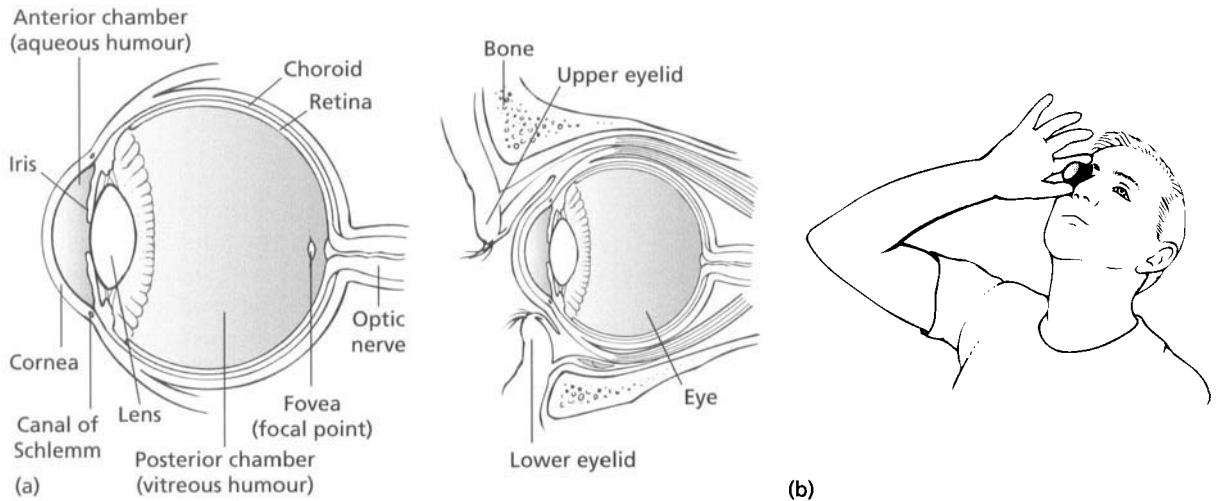 Anterior chamber
(aqueous humour)
Choroid
Retina
Iris
Cornea
Canal of
Schlemm
Lens
Posterior chamber
(vitreous humour)
Fovea
(focal point)
Optic
nerve
(a)
Bone
Upper eyelid
Eye
Lower eyelid
(b)